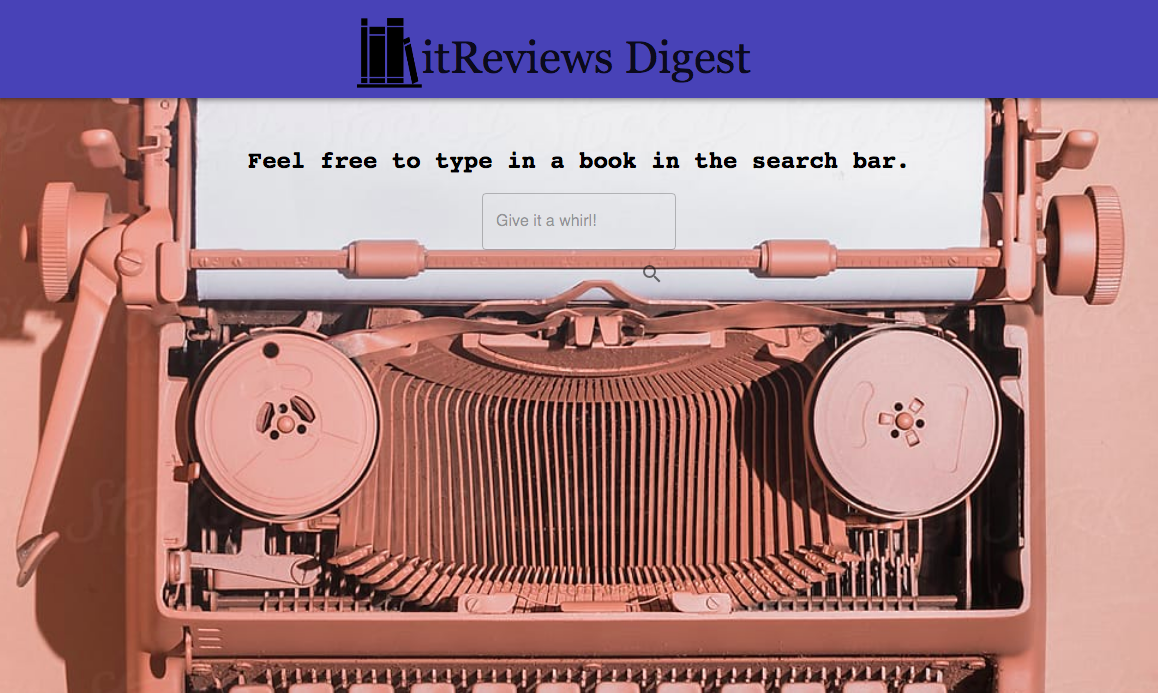 itReviews Digest
Feel free to type in a book in the search bar.
Give it a whirl!